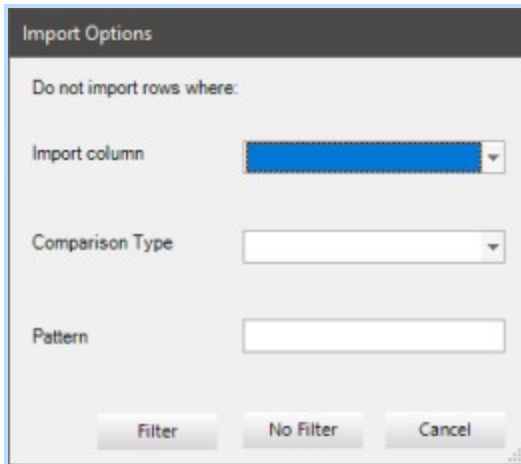 Import Options
Do not import rows where:
Import column
Comparison Type
Pattern
Filter No Filter Cancel